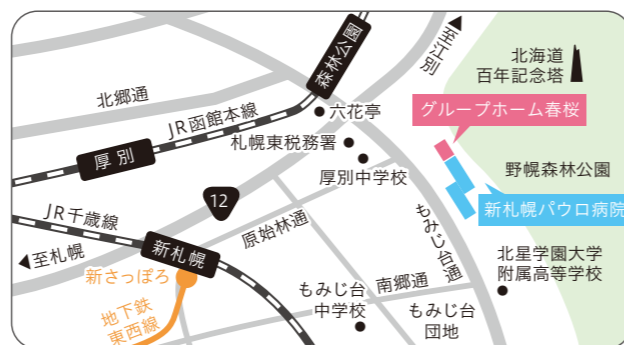 至江別
北海道
百年記念塔
森林公園
北郷通
JR函館本線
六花亭
グループホーム春桜
札幌東税務署
厚別
厚別中学校
野幌森林公園
12
新札幌パウロ病院
JR千歳線
原始林通
もみじ台通
至札幌
新札幌
新さっぽろ
北星学園大学
附属高等学校
南郷通
地下鉄
東西線
もみじ台
中学校
もみじ台
団地